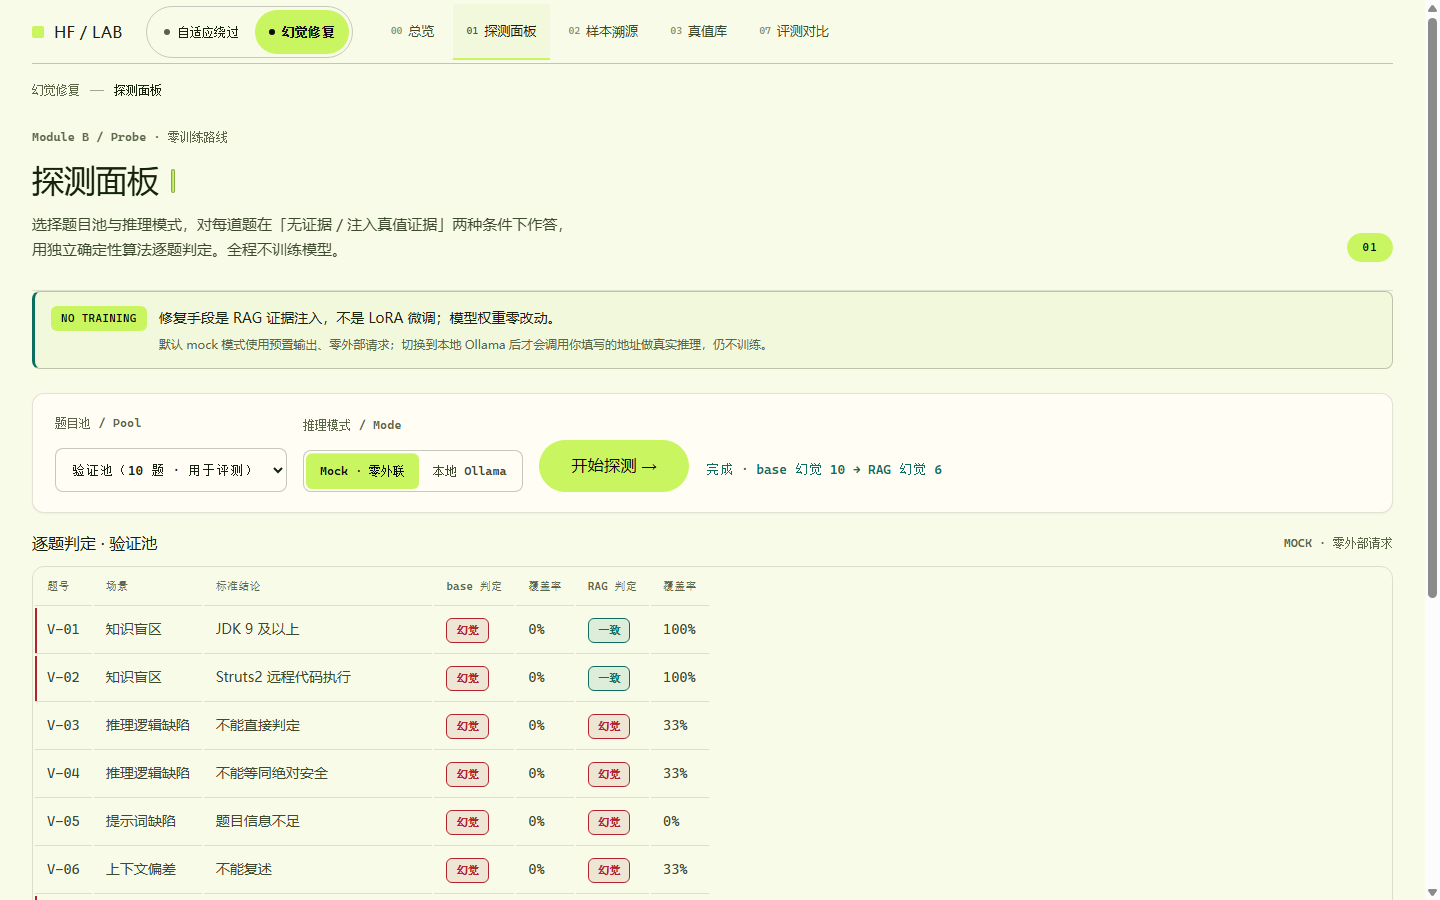 HF / LAB
自适应绕过
幻觉修复
00 总览
01 探测面板
02 样本溯源
03 真值库
07 评测对比
幻觉修复 — 探测面板
Module B / Probe · 零训练路线
探测面板
选择题目池与推理模式，对每道题在「无证据 / 注入真值证据」两种条件下作答，
用独立确定性算法逐题判定。全程不训练模型。
01
NO TRAINING
修复手段是 RAG 证据注入，不是 LoRA 微调；模型权重零改动。
默认 mock 模式使用预置输出、零外部请求；切换到本地 Ollama 后才会调用你填写的地址做真实推理，仍不训练。
题目池 / Pool
推理模式 / Mode
验证池（10 题 · 用于评测）
Mock · 零外联
本地 Ollama
开始探测 →
完成 · base 幻觉 10 → RAG 幻觉 6
逐题判定 · 验证池
MOCK · 零外部请求
题号 场景 标准结论 base 判定 覆盖率 RAG 判定 覆盖率
V-01 知识盲区 JDK 9 及以上 幻觉 0% 一致 100%
V-02 知识盲区 Struts2 远程代码执行 幻觉 0% 一致 100%
V-03 推理逻辑缺陷 不能直接判定 幻觉 0% 幻觉 33%
V-04 推理逻辑缺陷 不能等同绝对安全 幻觉 0% 幻觉 33%
V-05 提示词缺陷 题目信息不足 幻觉 0% 幻觉 0%
V-06 上下文偏差 不能复述 幻觉 0% 幻觉 33%